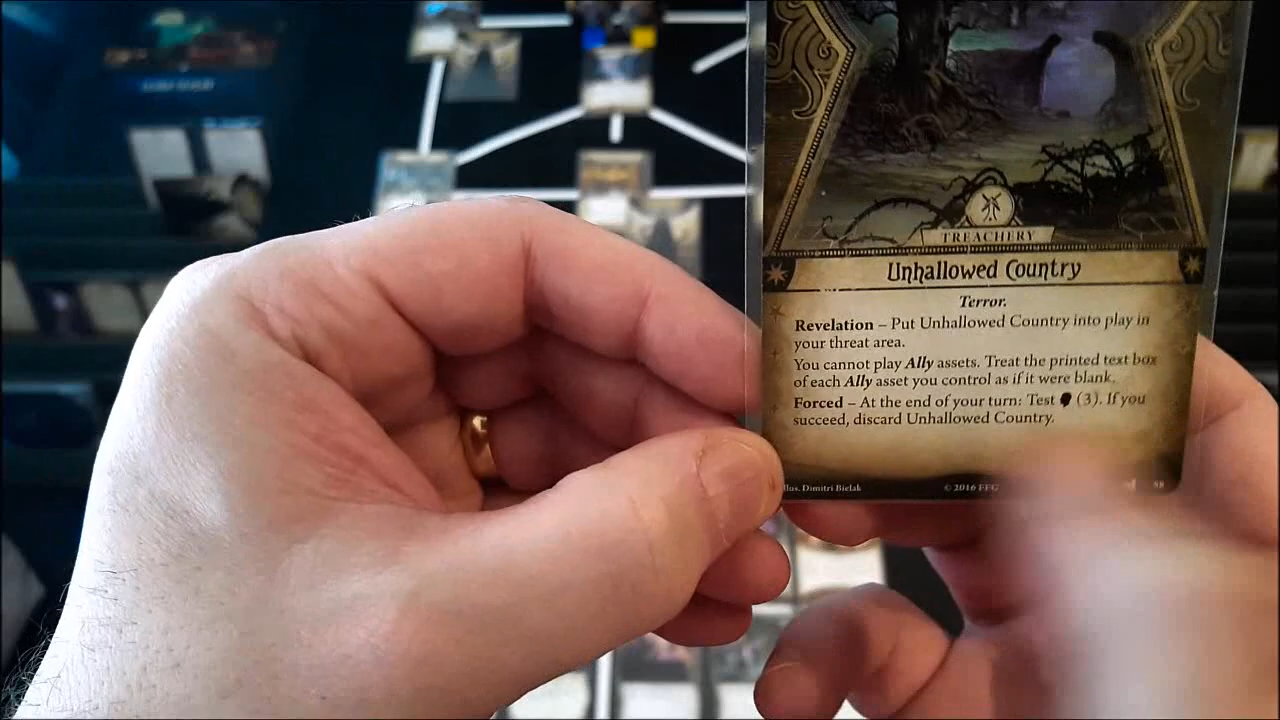 TREACHERY
Unhallowed Country
Terror.
Revelation – Put Unhallowed Country into play in
your threat area.
You cannot play Ally assets. Treat the printed text box
of each Ally asset you control as if it were blank.
Forced – At the end of your turn: Test (3). If you
succeed, discard Unhallowed Country.
Illus. Dimitri Bielak © 2016 FFG 88